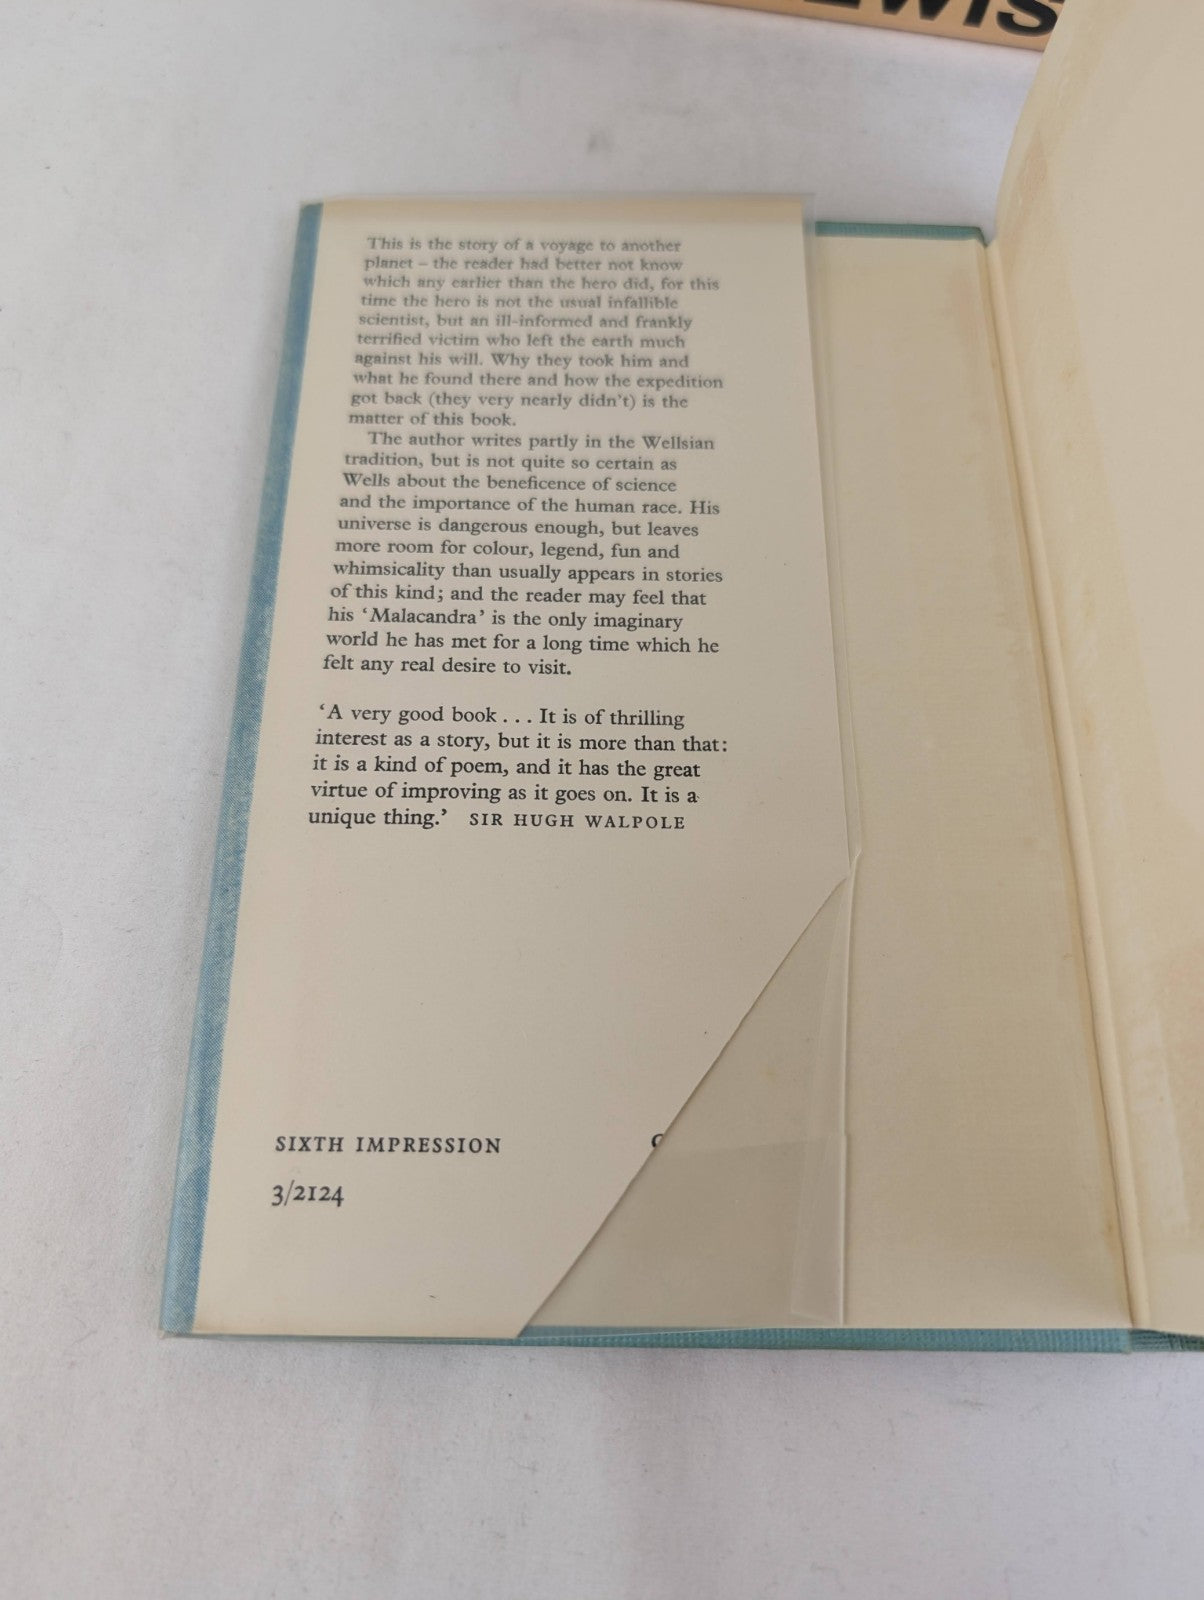 EWIS
This is the story of a voyage to another
planet – the reader had better not know
which any earlier than the hero did, for this
time the hero is not the usual infallible
scientist, but an ill-informed and frankly
terrified victim who left the earth much
against his will. Why they took him and
what he found there and how the expedition
got back (they very nearly didn't) is the
matter of this book.
The author writes partly in the Wellsian
tradition, but is not quite so certain as
Wells about the beneficence of science
and the importance of the human race. His
universe is dangerous enough, but leaves
more room for colour, legend, fun and
whimsicality than usually appears in stories
of this kind; and the reader may feel that
his ‘Malacandra’ is the only imaginary
world he has met for a long time which he
felt any real desire to visit.
‘A very good book . . . It is of thrilling
interest as a story, but it is more than that:
it is a kind of poem, and it has the great
virtue of improving as it goes on. It is a
unique thing.’ SIR HUGH WALPOLE
SIXTH IMPRESSION
3/2124